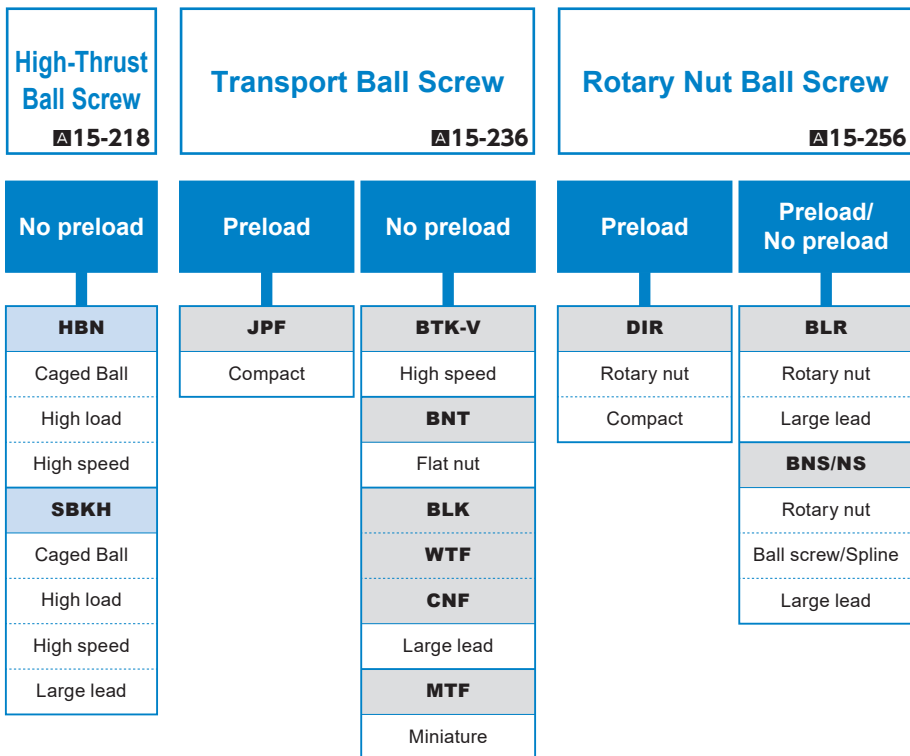 High-Thrust
Ball Screw
A15-218
Transport Ball Screw
A15-236
Rotary Nut Ball Screw
A15-256
No preload
HBN
Caged Ball
High load
High speed
SBKH
Caged Ball
High load
High speed
Large lead
Preload
JPF
Compact
No preload
BTK-V
High speed
BNT
Flat nut
BLK
WTF
CNF
Large lead
MTF
Miniature
Preload
DIR
Rotary nut
Compact
Preload/
No preload
BLR
Rotary nut
Large lead
BNS/NS
Rotary nut
Ball screw/Spline
Large lead